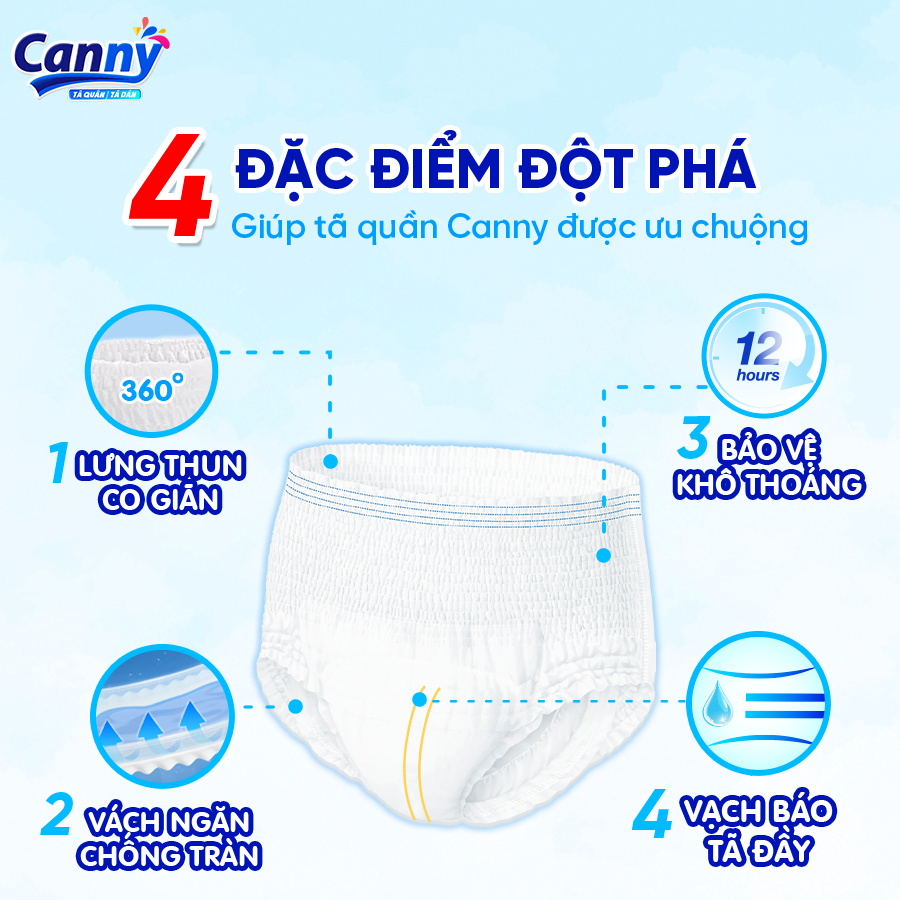 Canny
TÃ QUẦN | TÃ DÁN
4 ĐẶC ĐIỂM ĐỘT PHÁ
Giúp tã quần Canny được ưu chuộng
360°
1 LƯNG THUN
CO GIÃN
12
hours
3 BẢO VỆ
KHÔ THOÁNG
2 VÁCH NGĂN
CHỐNG TRÀN
4 VẠCH BÁO
TÃ ĐẦY